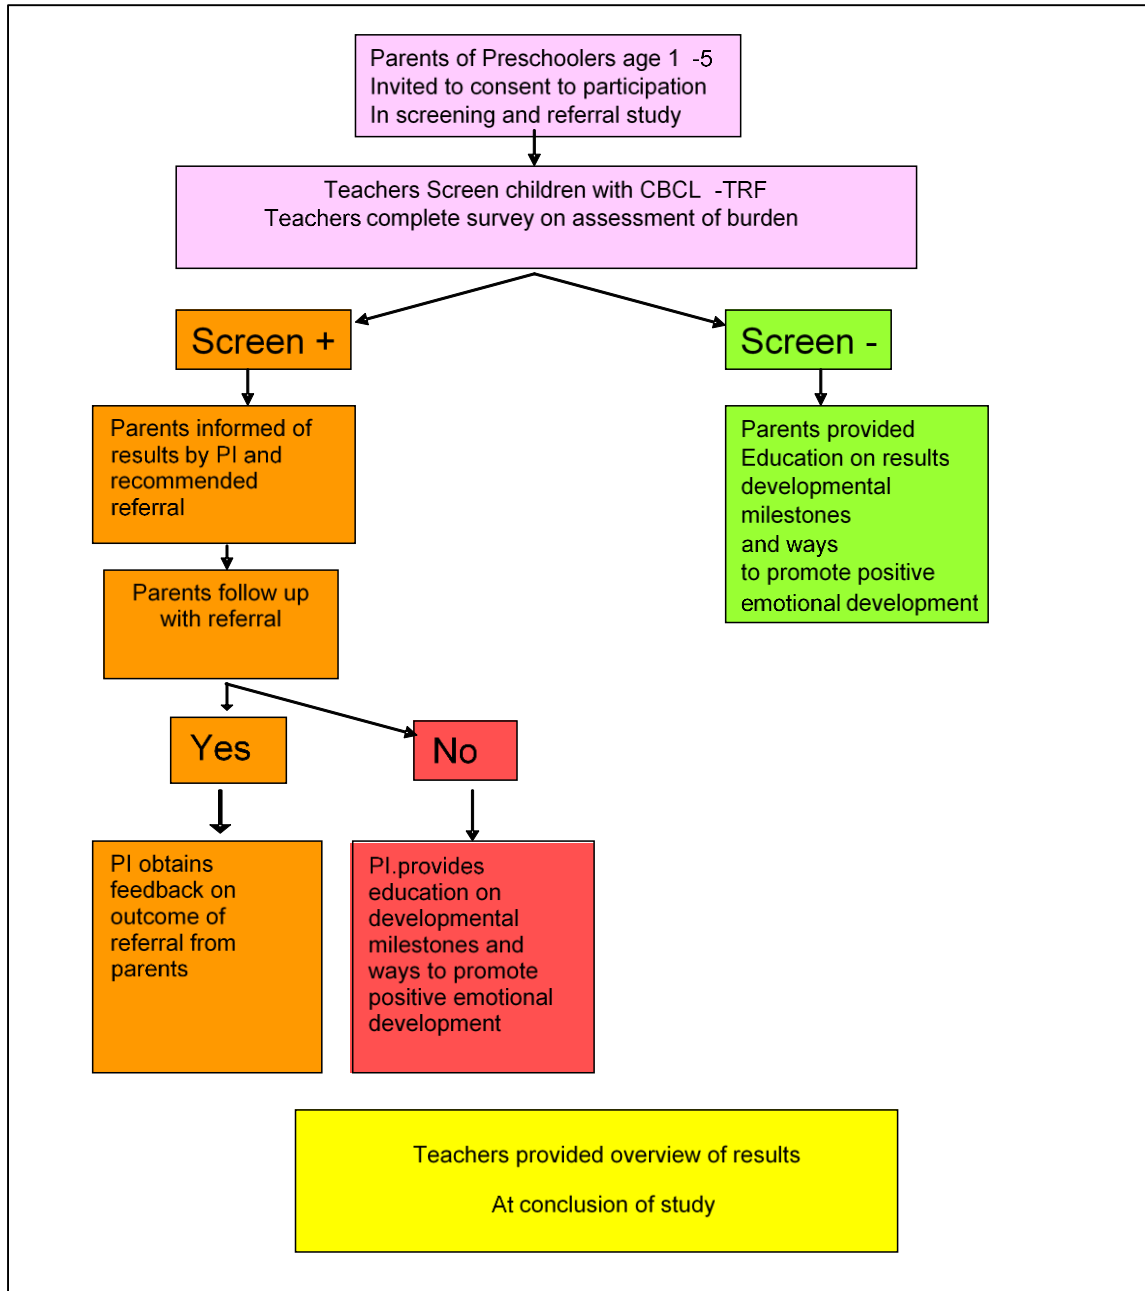 Parents of Preschoolers age 1 -5
Invited to consent to participation
In screening and referral study
Teachers Screen children with CBCL -TRF
Teachers complete survey on assessment of burden
Screen +
Screen -
Parents informed of
results by PI and
recommended
referral
Parents provided
Education on results
developmental
milestones
and ways
to promote positive
emotional development
Parents follow up
with referral
Yes
No
PI obtains
feedback on
outcome of
referral from
parents
PI.provides
education on
developmental
milestones and
ways to promote
positive emotional
development
Teachers provided overview of results
At conclusion of study